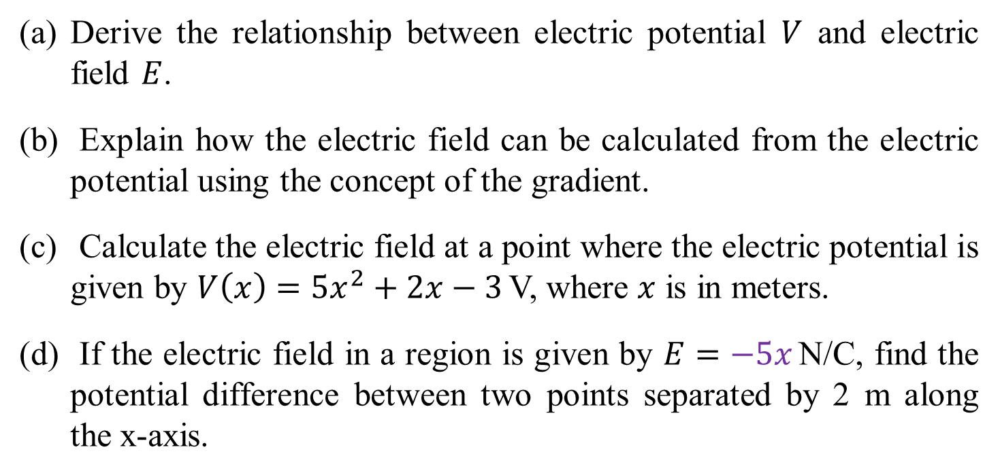 (a) Derive the relationship between electric potential V and electric
field E.
(b) Explain how the electric field can be calculated from the electric
potential using the concept of the gradient.
(c) Calculate the electric field at a point where the electric potential is
given by V(x) = 5x² + 2x − 3 V, where x is in meters.
(d) If the electric field in a region is given by E = −5x N/C, find the
potential difference between two points separated by 2 m along
the x-axis.